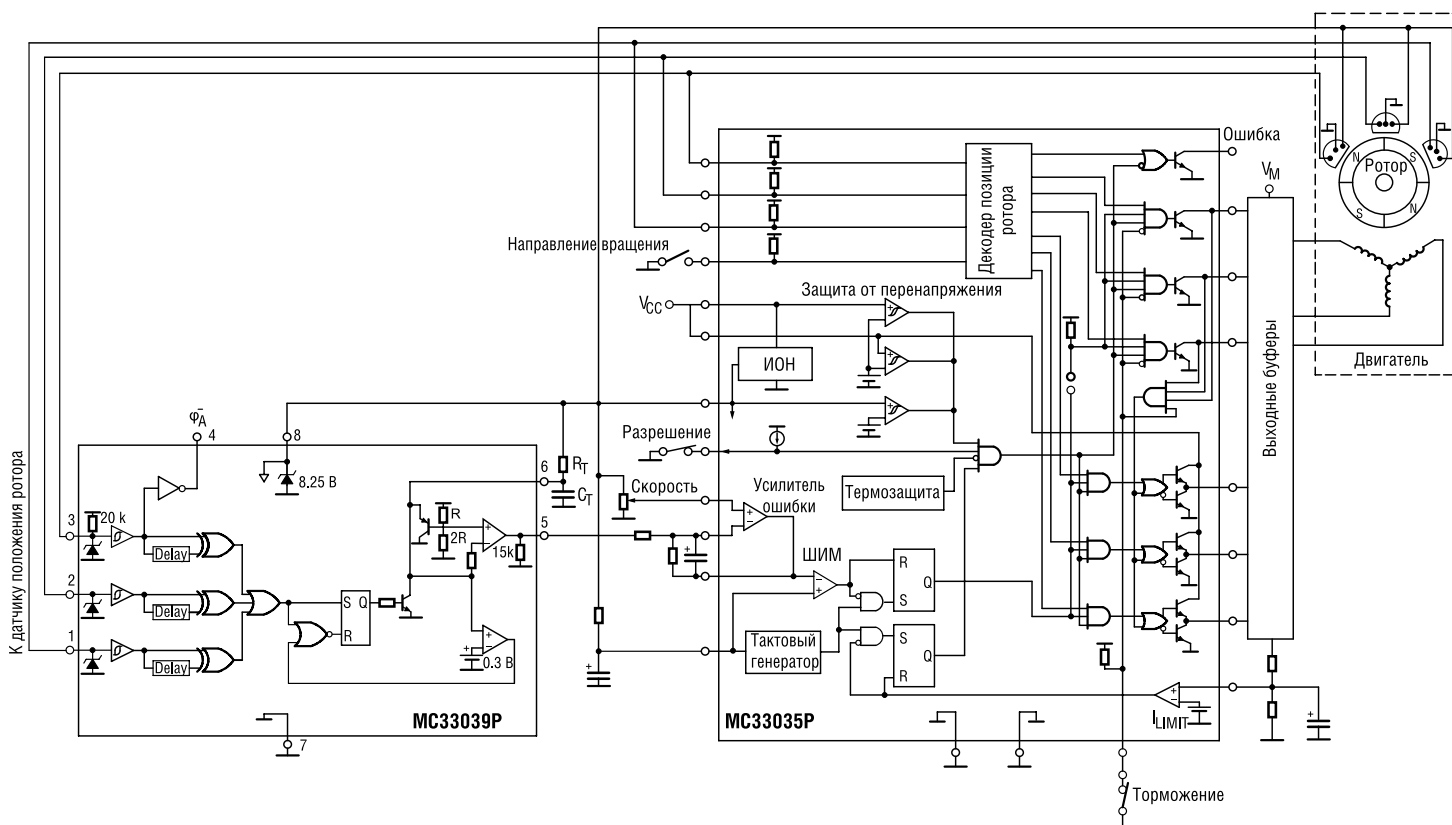 Ошибка
V_M
N
S
Ротор
S
N
Декодер позиции
ротора
Направление вращения
Защита от перенапряжения
V_CC
ИОН
Выходные буферы
Двигатель
φ_A̅
4
8
Разрешение
6
R_T
C_T
Скорость
Термозащита
Усилитель
ошибки
8.25 В
К датчику положения ротора
3
20 k
Delay
R
2R
+
−
15k
5
+
−
+
ШИМ
−
+
R
Q
S
2
Delay
S
Q
R
1
Delay
+
−
+
0.3 В
Тактовый
генератор
S
Q
R
+
MC33039P
7
MC33035P
+
−
I_LIMIT
+
Торможение